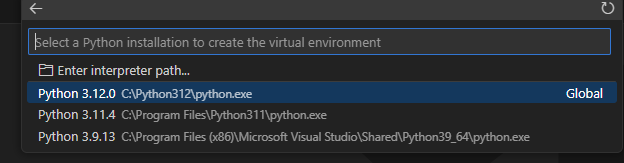 Select a Python installation to create the virtual environment
Enter interpreter path...
Python 3.12.0 C:\Python312\python.exe Global
Python 3.11.4 C:\Program Files\Python311\python.exe
Python 3.9.13 C:\Program Files (x86)\Microsoft Visual Studio\Shared\Python39_64\python.exe